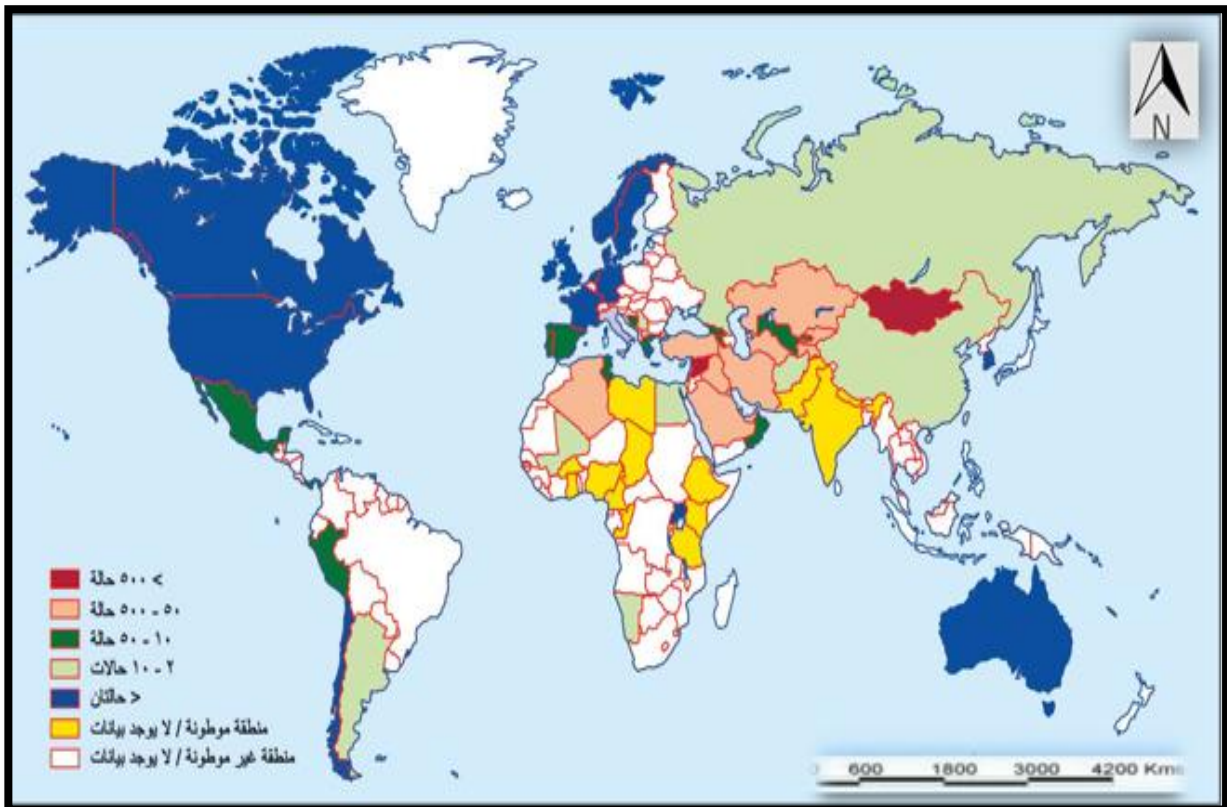 N
> ٥٠٠ حالة
٥٠ - ٥٠٠ حالة
١٠ - ٥٠ حالة
٢ - ١٠ حالات
< حالتان
منطقة موطونة / لا يوجد بيانات
منطقة غير موطونة / لا يوجد بيانات
0 600 1800 3000 4200 Kms